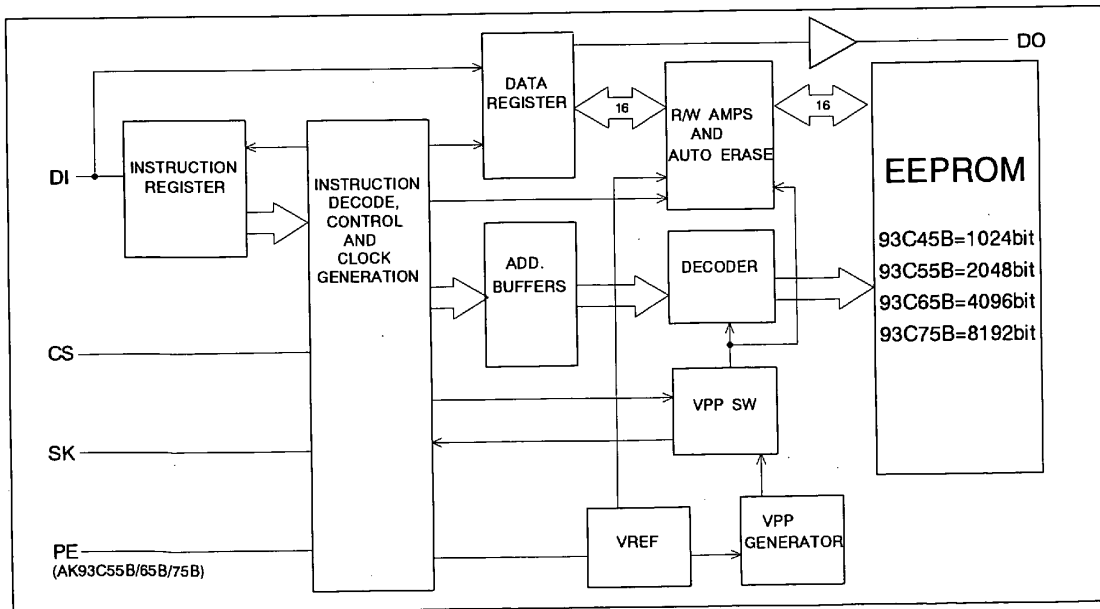 DO
DATA
REGISTER
16
R/W AMPS
AND
AUTO ERASE
16
EEPROM
93C45B=1024bit
93C55B=2048bit
93C65B=4096bit
93C75B=8192bit
DI
INSTRUCTION
REGISTER
INSTRUCTION
DECODE,
CONTROL
AND
CLOCK
GENERATION
ADD.
BUFFERS
DECODER
CS
VPP SW
SK
PE
(AK93C55B/65B/75B)
VREF
VPP
GENERATOR